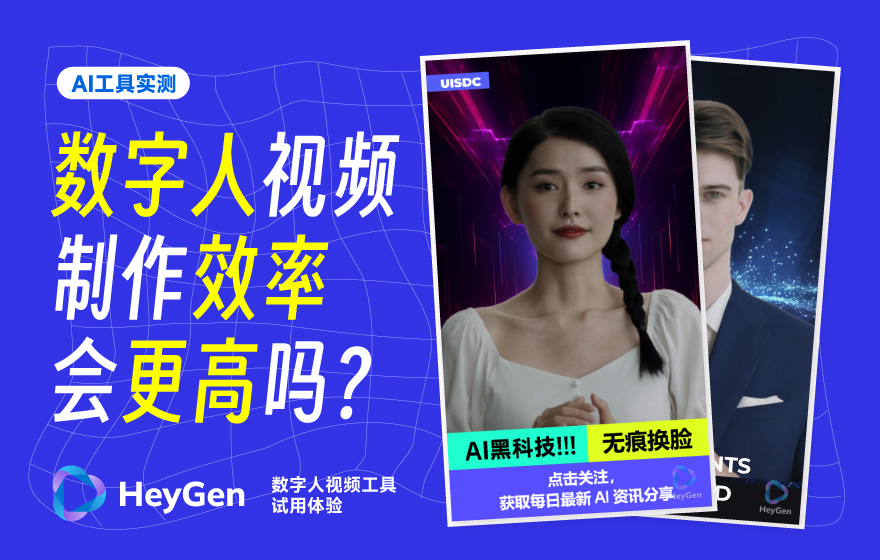 AI工具实测
数字人视频
制作效率
会更高吗？
HeyGen
数字人视频工具
试用体验
UISDC
AI黑科技!!!
无痕换脸
点击关注，
获取每日最新 AI 资讯分享
HeyGen
NTS
D
HeyGen